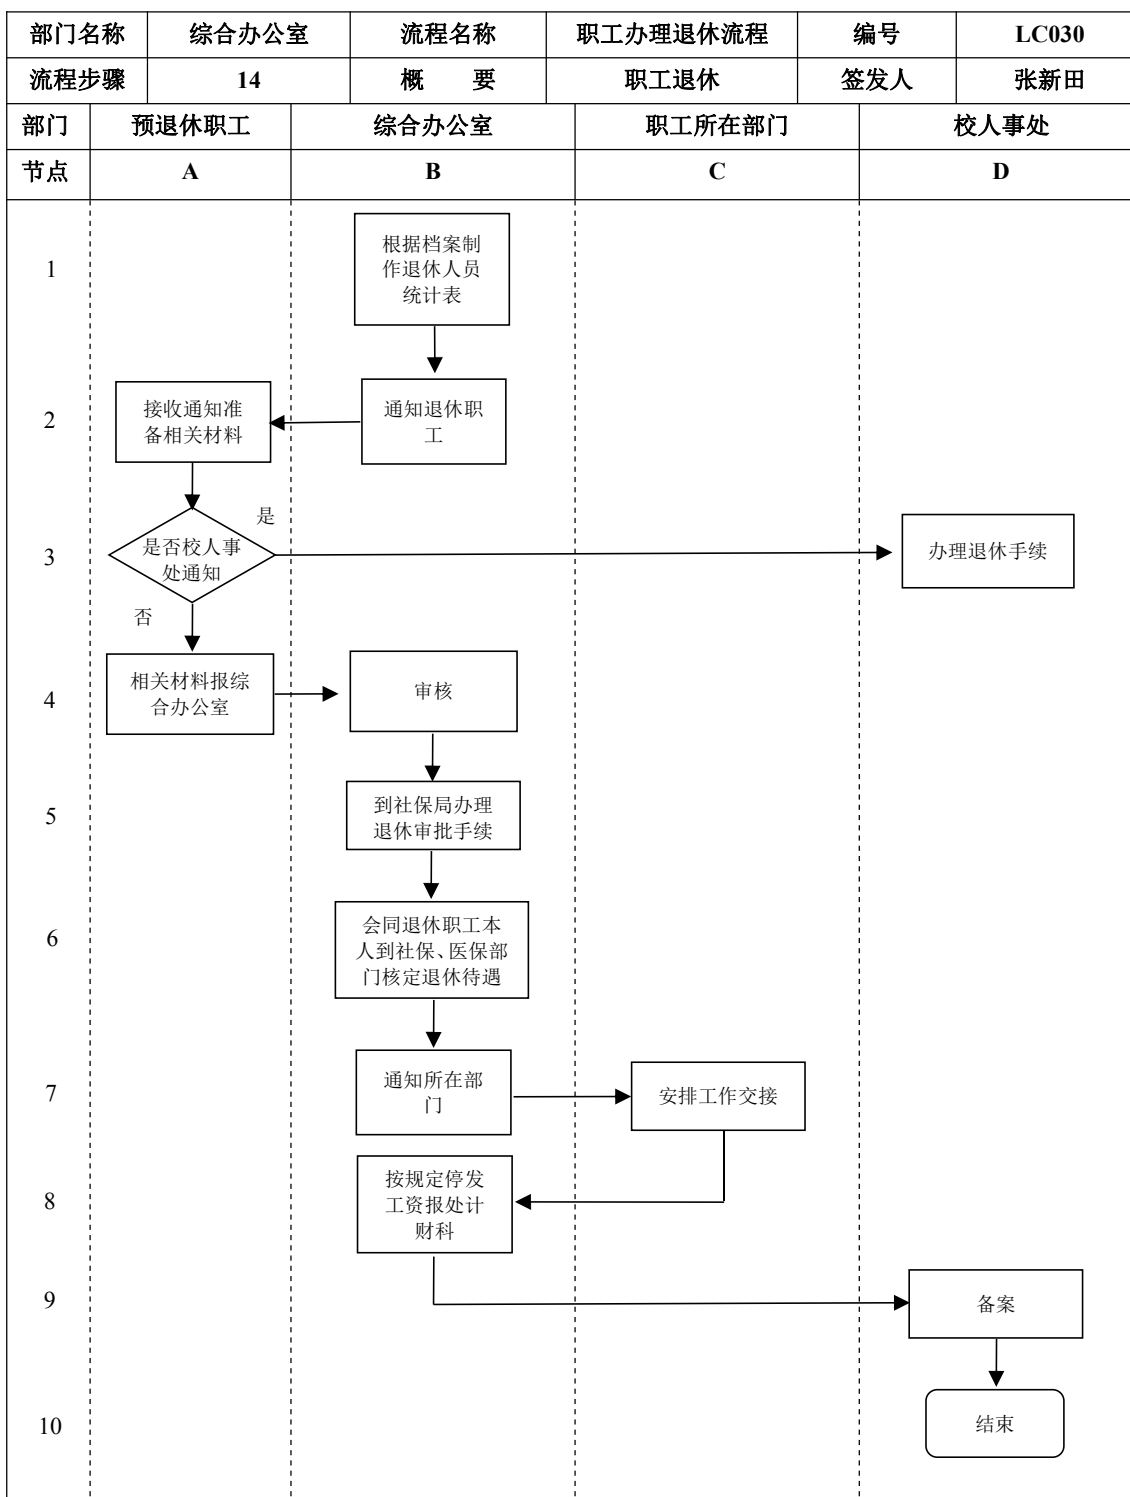 部门名称 综合办公室 流程名称 职工办理退休流程 编号 LC030
流程步骤 14 概 要 职工退休 签发人 张新田
部门 预退休职工 综合办公室 职工所在部门 校人事处
节点 A B C D
1
根据档案制
作退休人员
统计表
2
接收通知准
备相关材料
通知退休职
工
3
是否校人事
处通知
是
办理退休手续
否
4
相关材料报综
合办公室
审核
5
到社保局办理
退休审批手续
6
会同退休职工本
人到社保、医保部
门核定退休待遇
7
通知所在部
门
安排工作交接
8
按规定停发
工资报处计
财科
9
备案
10
结束